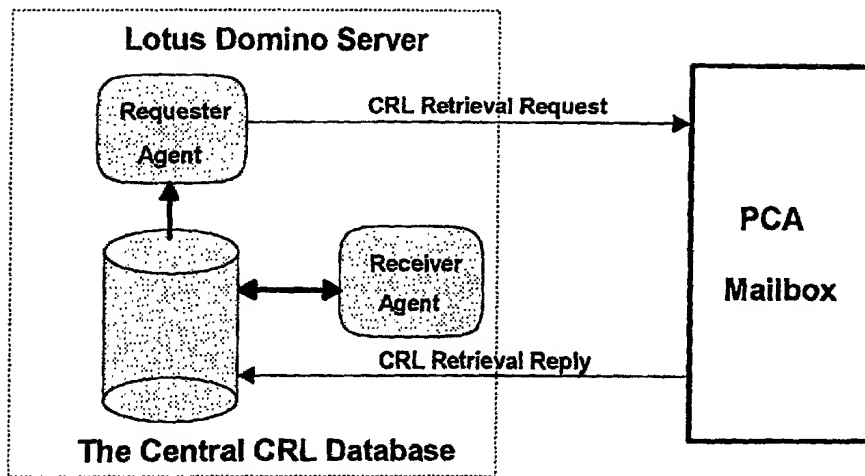 Lotus Domino Server
Requester
Agent
CRL Retrieval Request
PCA
Mailbox
Receiver
Agent
CRL Retrieval Reply
The Central CRL Database